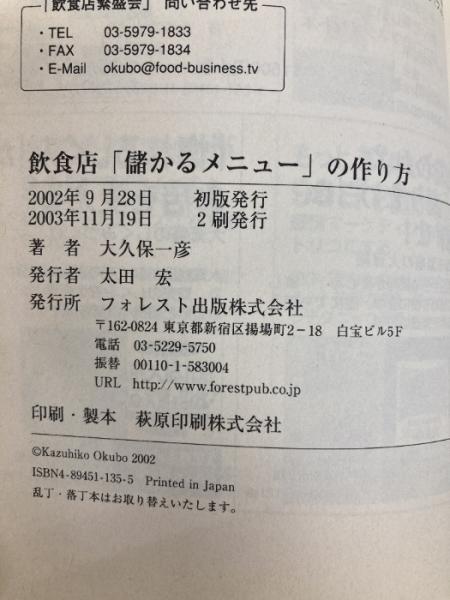 「飲食店繁盛会」 問い合わせ先
・TEL 03-5979-1833
・FAX 03-5979-1834
・E-Mail okubo@food-business.tv
飲食店「儲かるメニュー」の作り方
2002年9月28日 初版発行
2003年11月19日 2刷発行
著 者 大久保一彦
発行者 太田 宏
発行所 フォレスト出版株式会社
〒162-0824 東京都新宿区揚場町2−18 白宝ビル5F
電話 03-5229-5750
振替 00110-1-583004
URL http://www.forestpub.co.jp
印刷・製本 萩原印刷株式会社
©Kazuhiko Okubo 2002
ISBN4-89451-135-5 Printed in Japan
乱丁・落丁本はお取り替えいたします。